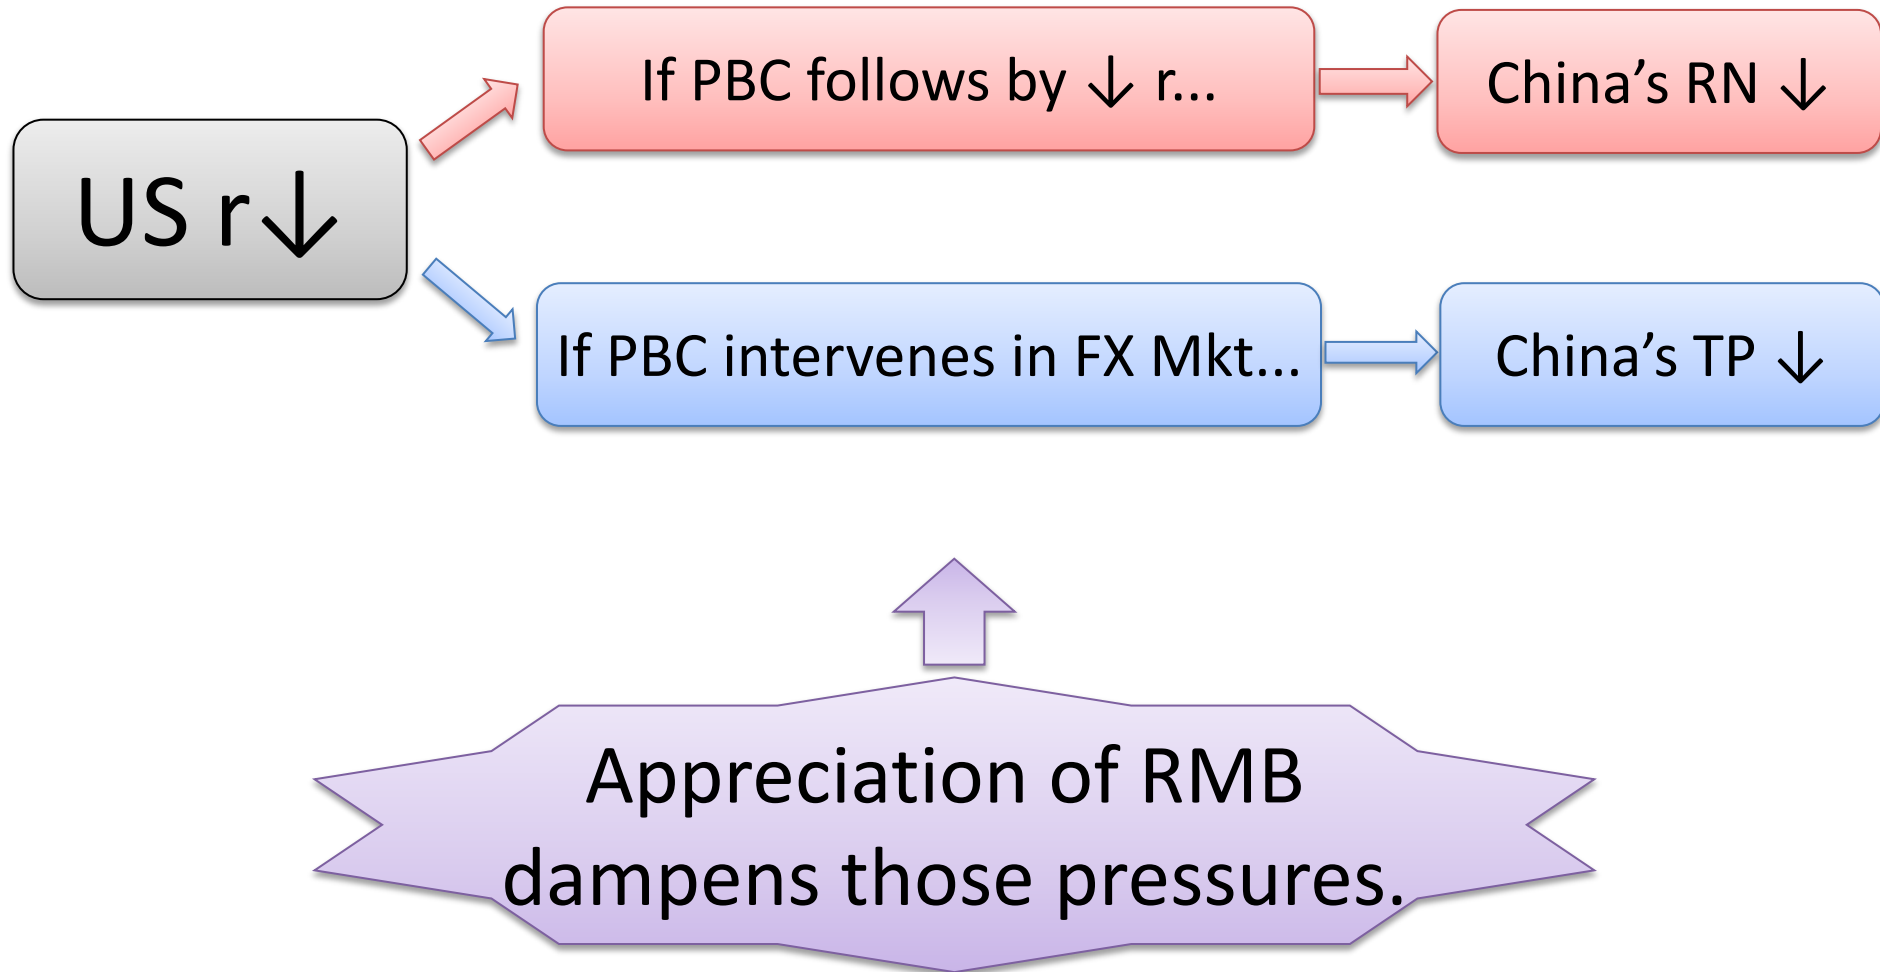 If PBC follows by ↓ r...
China’s RN ↓
US r↓
If PBC intervenes in FX Mkt...
China’s TP ↓
Appreciation of RMB
dampens those pressures.